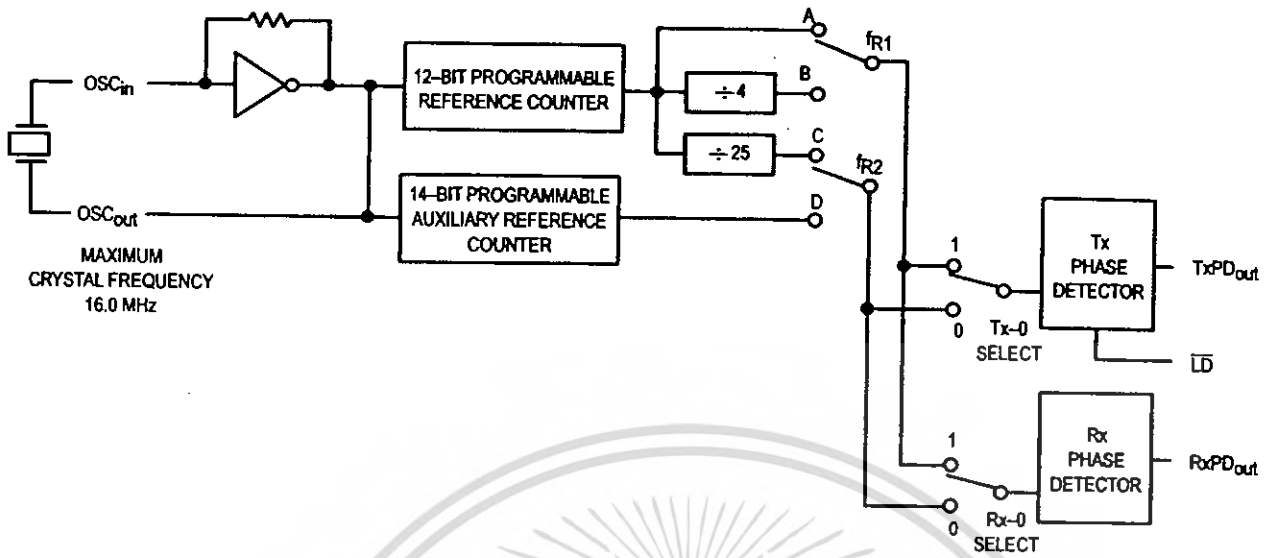 A
fR1
OSCin
12–BIT PROGRAMMABLE
REFERENCE COUNTER
÷4
B
÷25
C
fR2
14–BIT PROGRAMMABLE
AUXILIARY REFERENCE
COUNTER
D
OSCout
MAXIMUM
CRYSTAL FREQUENCY
16.0 MHz
1
0
Tx–0
SELECT
Tx
PHASE
DETECTOR
TxPDout
LD
1
0
Rx–0
SELECT
Rx
PHASE
DETECTOR
RxPDout